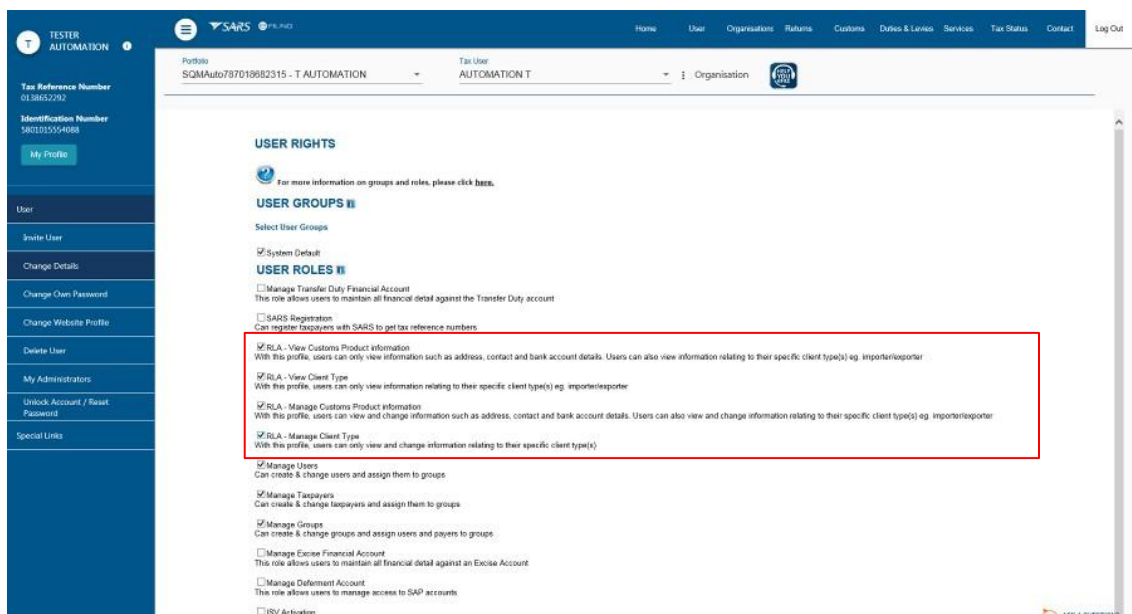 T
TESTER
AUTOMATION
SARS eFILING
Home User Organisations Returns Customs Duties & Levies Services Tax Status Contact Log Out
Portfolio
SQMAuto787018682315 - T AUTOMATION
Tax User
AUTOMATION T
Organisation
HELP YOU eFILE
Tax Reference Number
0138652292
Identification Number
5801015554088
My Profile
User
Invite User
Change Details
Change Own Password
Change Website Profile
Delete User
My Administrators
Unlock Account / Reset
Password
Special Links
USER RIGHTS
For more information on groups and roles, please click here.
USER GROUPS
Select User Groups
System Default
USER ROLES
Manage Transfer Duty Financial Account
This role allows users to maintain all financial detail against the Transfer Duty account
SARS Registration
Can register taxpayers with SARS to get tax reference numbers
RLA - View Customs Product information
With this profile, users can only view information such as address, contact and bank account details. Users can also view information relating to their specific client type(s) eg. importer/exporter
RLA - View Client Type
With this profile, users can only view information relating to their specific client type(s) eg. importer/exporter
RLA - Manage Customs Product information
With this profile, users can view and change information such as address, contact and bank account details. Users can also view and change information relating to their specific client type(s) eg. importer/exporter
RLA - Manage Client Type
With this profile, users can only view and change information relating to their specific client type(s)
Manage Users
Can create & change users and assign them to groups
Manage Taxpayers
Can create & change taxpayers and assign them to groups
Manage Groups
Can create & change groups and assign users and payers to groups
Manage Excise Financial Account
This role allows users to maintain all financial detail against an Excise Account
Manage Deferment Account
This role allows users to manage access to SAP accounts
ISV Activation